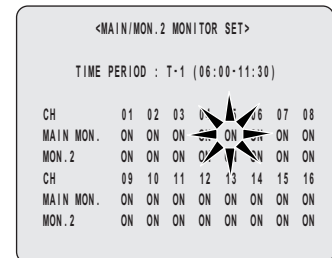 <MAIN/MON.2 MONITOR SET>
TIME PERIOD : T-1 (06:00-11:30)
CH 01 02 03 06 07 08
MAIN MON. ON ON ON ON ON ON
MON.2 ON ON ON ON ON ON
CH 09 10 11 12 13 14 15 16
MAIN MON. ON ON ON ON ON ON ON ON
MON.2 ON ON ON ON ON ON ON ON